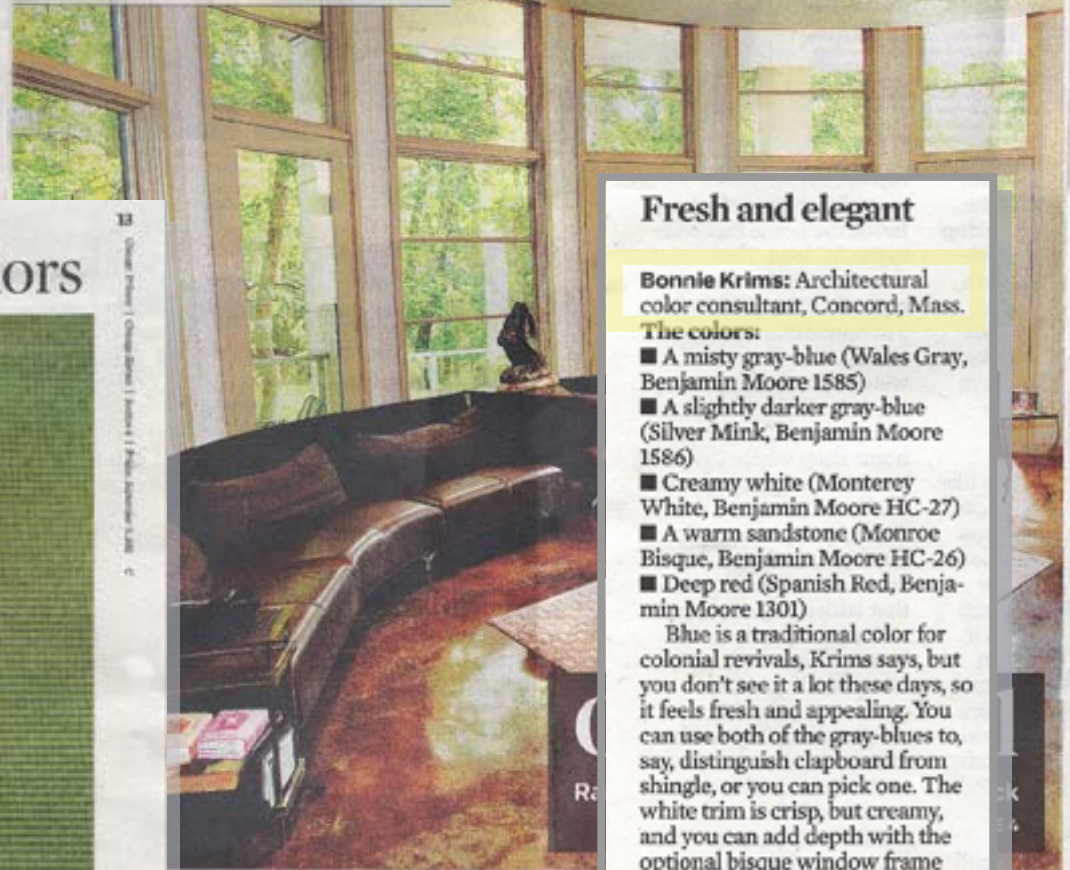 ors
13
Fresh and elegant
Bonnie Krims: Architectural
color consultant, Concord, Mass.
The colors:
■ A misty gray-blue (Wales Gray,
Benjamin Moore 1585)
■ A slightly darker gray-blue
(Silver Mink, Benjamin Moore
1586)
■ Creamy white (Monterey
White, Benjamin Moore HC-27)
■ A warm sandstone (Monroe
Bisque, Benjamin Moore HC-26)
■ Deep red (Spanish Red, Benja-
min Moore 1301)
Blue is a traditional color for
colonial revivals, Krims says, but
you don't see it a lot these days, so
it feels fresh and appealing. You
can use both of the gray-blues to,
say, distinguish clapboard from
shingle, or you can pick one. The
white trim is crisp, but creamy,
and you can add depth with the
optional bisque window frame
Ra
ck